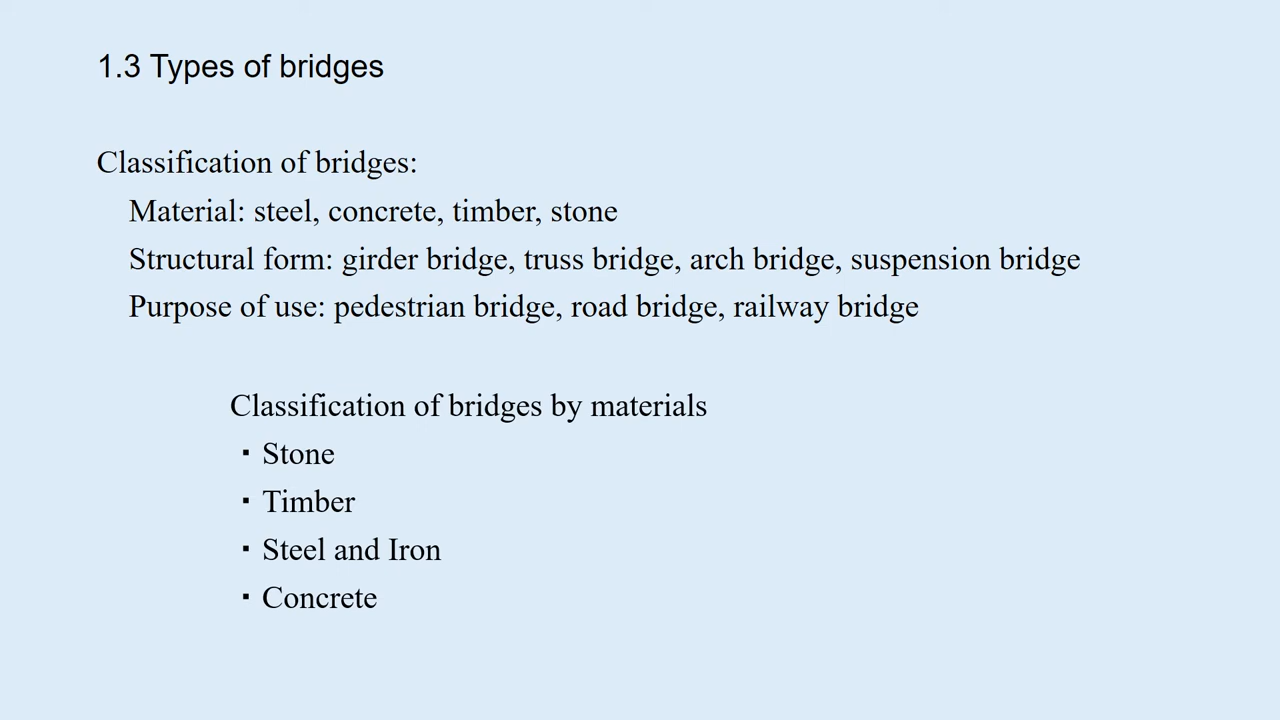 1.3 Types of bridges
Classification of bridges:
Material: steel, concrete, timber, stone
Structural form: girder bridge, truss bridge, arch bridge, suspension bridge
Purpose of use: pedestrian bridge, road bridge, railway bridge
Classification of bridges by materials
▪ Stone
▪ Timber
▪ Steel and Iron
▪ Concrete